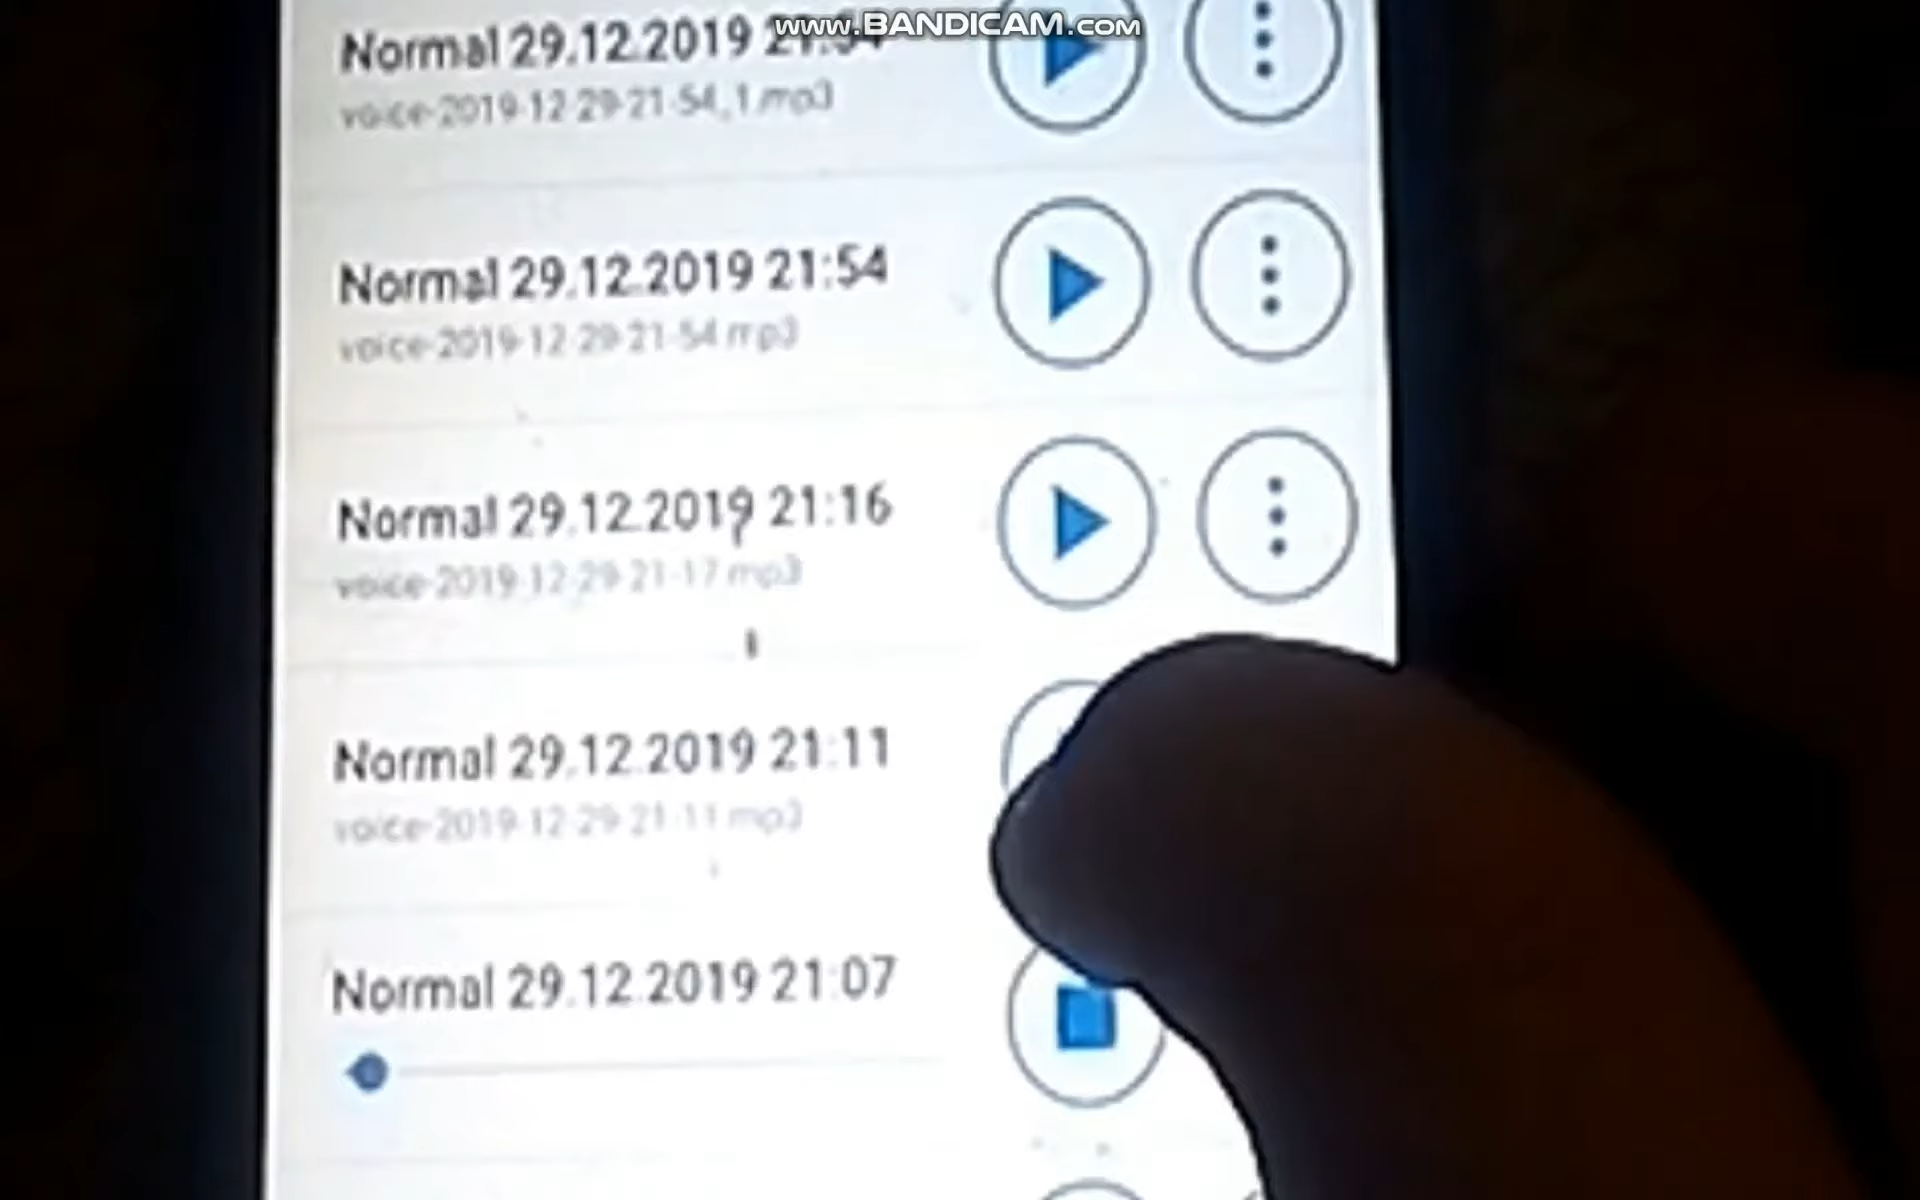 www.BANDICAM.com
Normal 29.12.2019 21:54
voice-2019-12-29-21-54_1.mp3
Normal 29.12.2019 21:54
voice-2019-12-29-21-54.mp3
Normal 29.12.2019 21:16
voice-2019-12-29-21-17.mp3
Normal 29.12.2019 21:11
voice-2019-12-29-21-11.mp3
Normal 29.12.2019 21:07